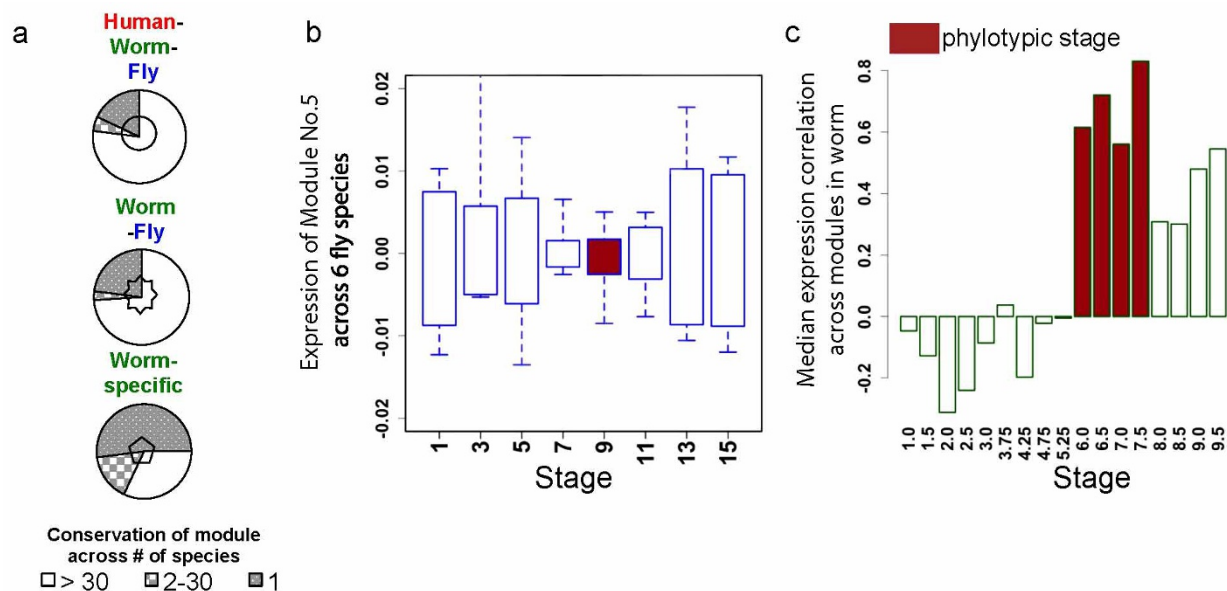 a
Human-
Worm-
Fly
Worm
-Fly
Worm-
specific
Conservation of module
across # of species
> 30 2-30 1
b
Expression of Module No.5
across 6 fly species
0.02
0.01
0.00
-0.01
-0.02
1 3 5 7 9 11 13 15
Stage
c
phylotypic stage
Median expression correlation
across modules in worm
0.8
0.6
0.4
0.2
0.0
-0.2
1.0 1.5 2.0 2.5 3.0 3.75 4.25 4.75 5.25 6.0 6.5 7.0 7.5 8.0 8.5 9.0 9.5
Stage